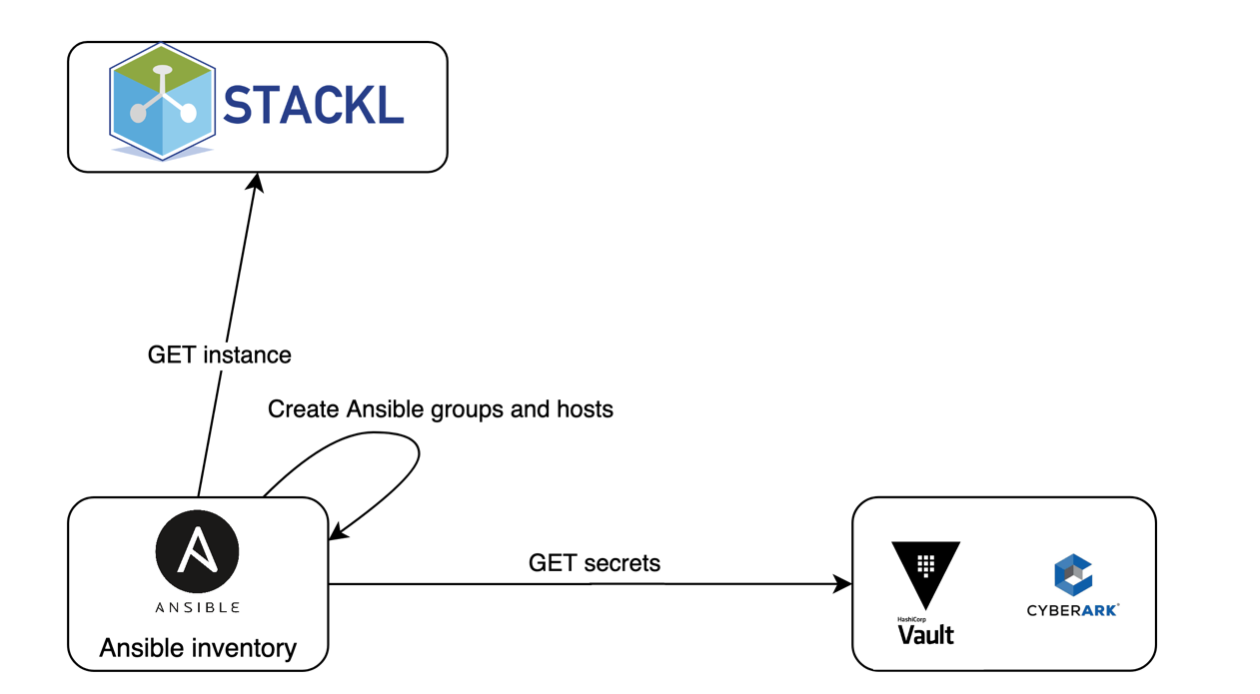 STACKL
GET instance
Create Ansible groups and hosts
ANSIBLE
Ansible inventory
GET secrets
HashiCorp
Vault
CYBERARK